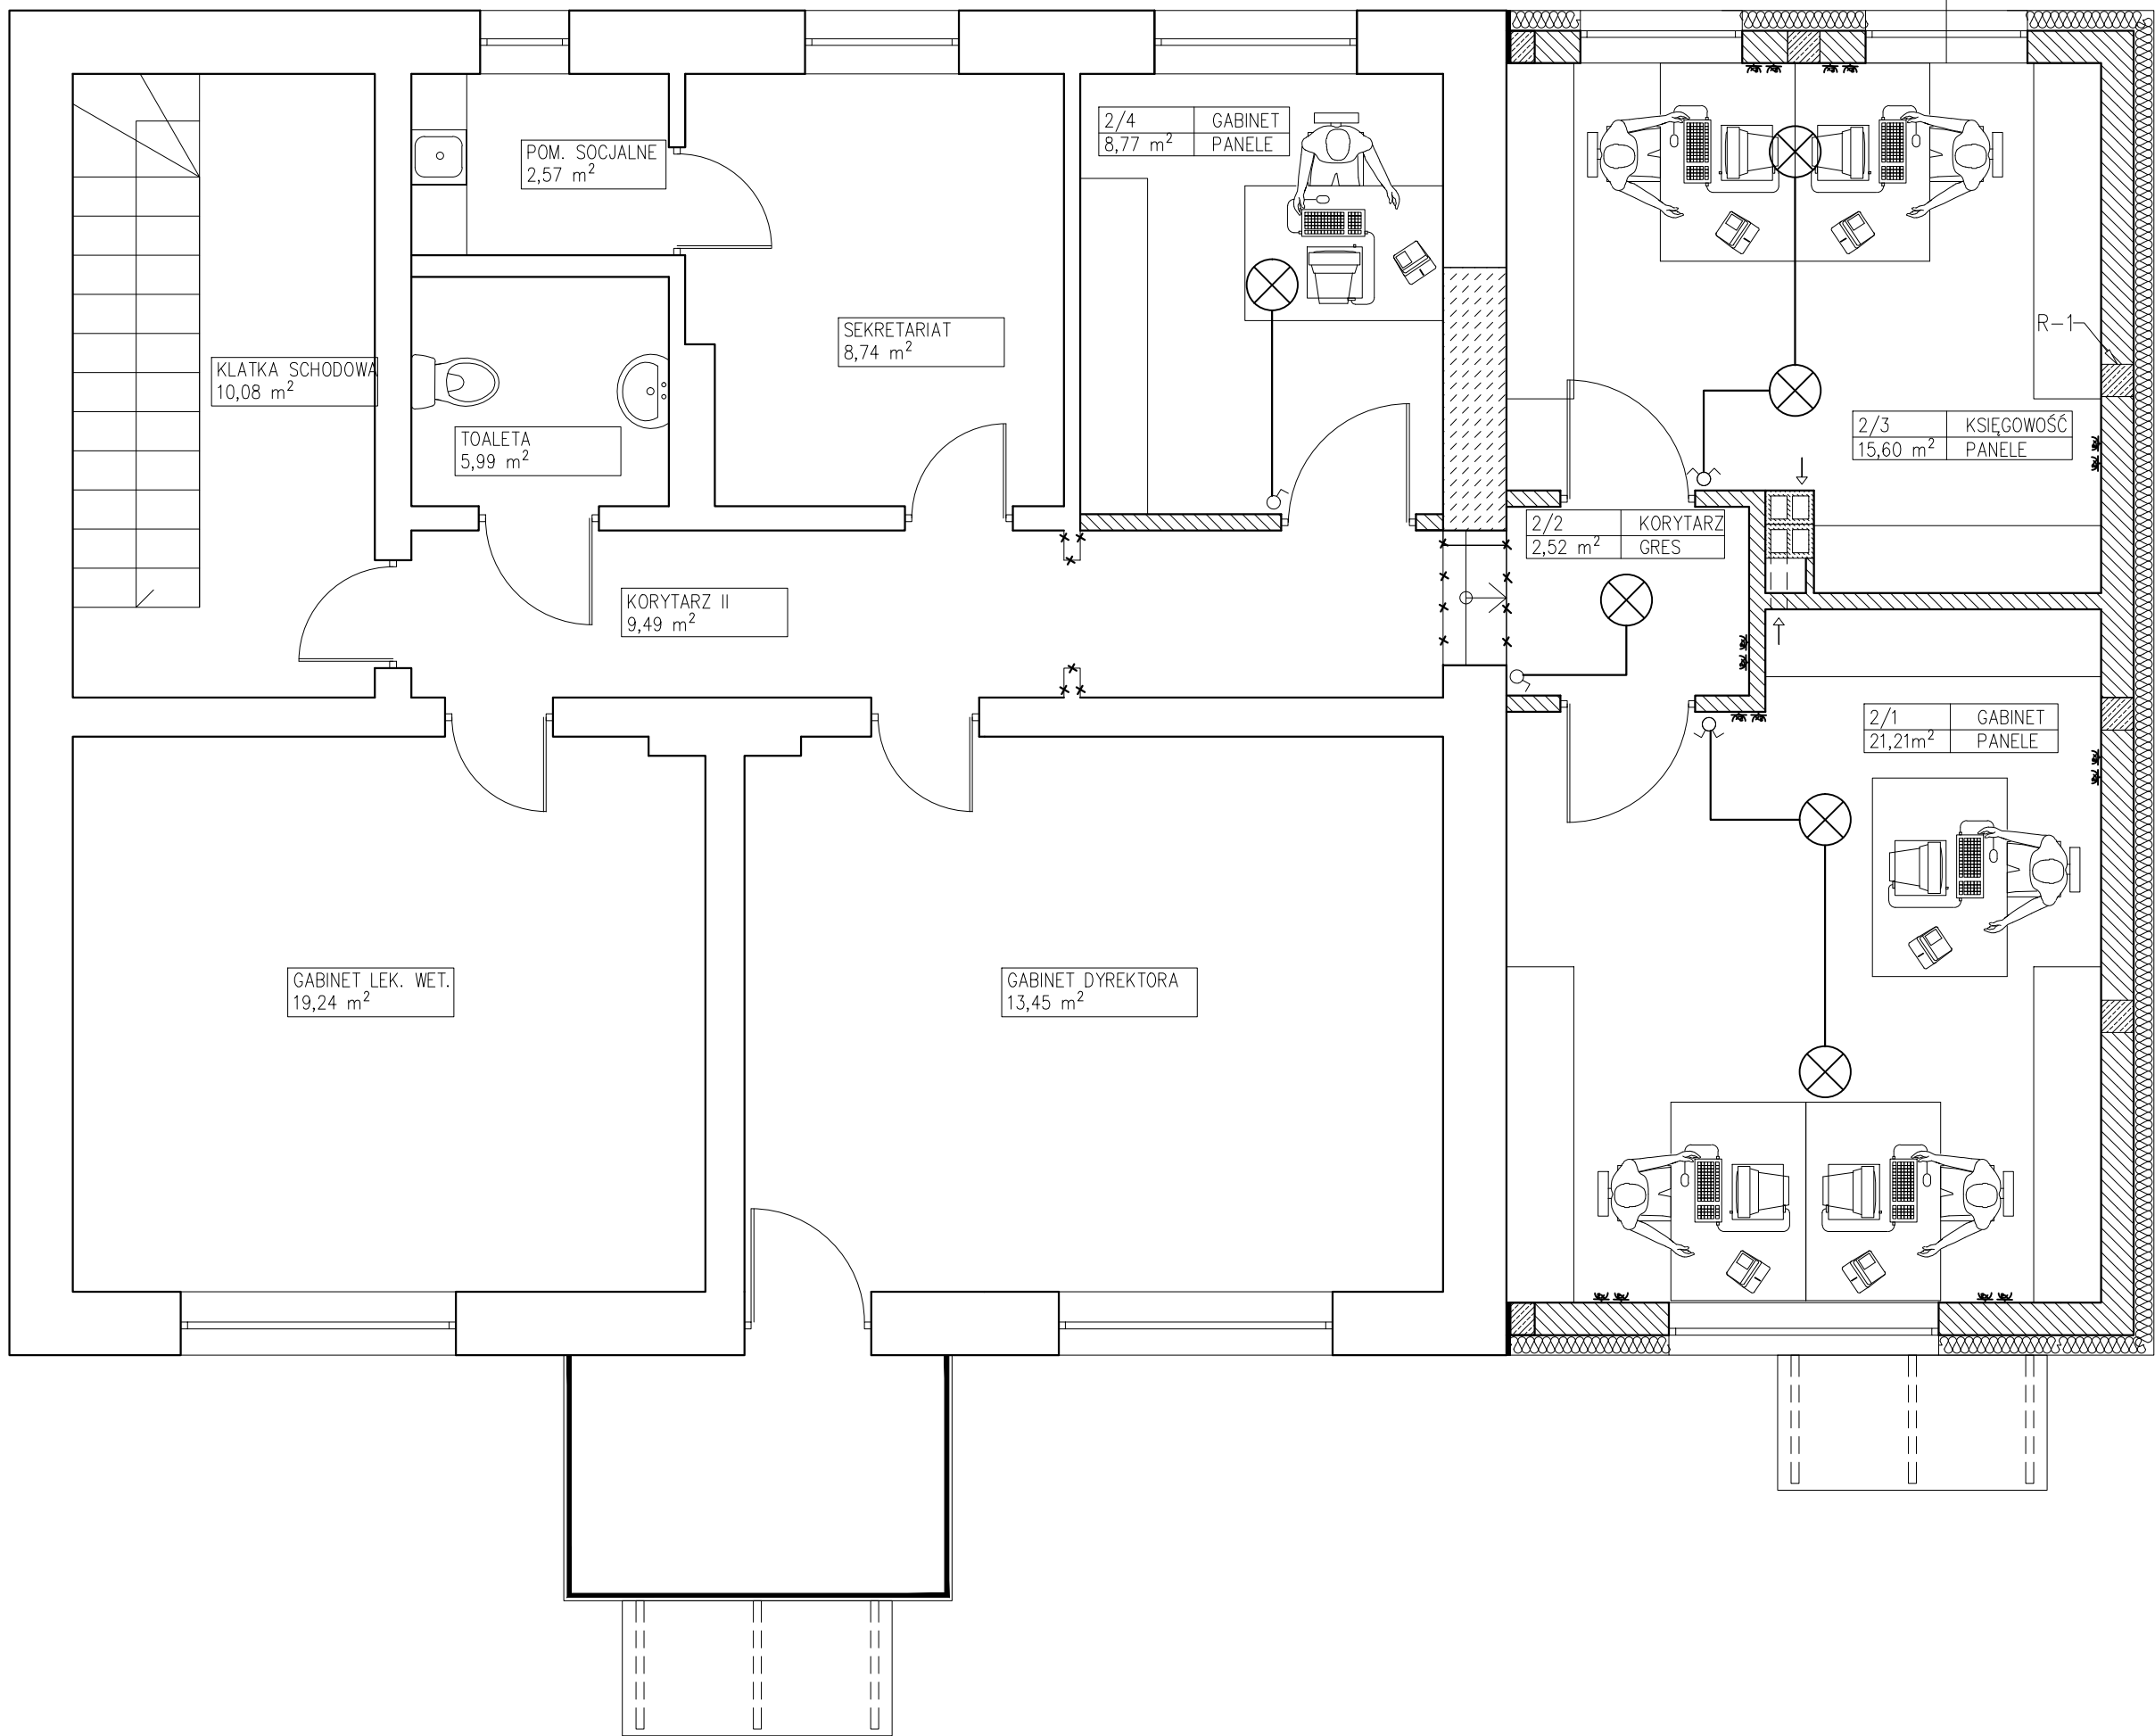 2/4 GABINET
8,77 m² PANELE
POM. SOCJALNE
2,57 m²
SEKRETARIAT
8,74 m²
R-1
KLATKA SCHODOWA
10,08 m²
TOALETA
5,99 m²
2/3 KSIĘGOWOŚĆ
15,60 m² PANELE
2/2 KORYTARZ
2,52 m² GRES
KORYTARZ II
9,49 m²
2/1 GABINET
21,21m² PANELE
GABINET LEK. WET.
19,24 m²
GABINET DYREKTORA
13,45 m²